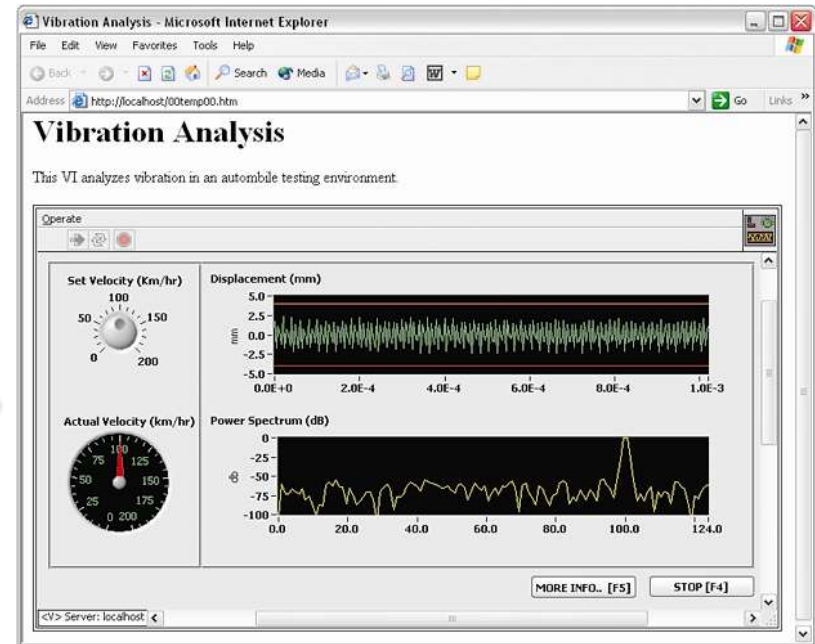 Vibration Analysis - Microsoft Internet Explorer
File Edit View Favorites Tools Help
Back Search Media
Address http://localhost/00temp00.htm Go Links »
Vibration Analysis
This VI analyzes vibration in an autombile testing environment.
Operate
Set Velocity (Km/hr)
100
50 150
0 200
Displacement (mm)
5.0
2.5
0.0
-2.5
-5.0
mm
0.0E+0 2.0E-4 4.0E-4 6.0E-4 8.0E-4 1.0E-3
Actual Velocity (km/hr)
100
75 125
50 150
25 175
0 200
Power Spectrum (dB)
0
-25
-50
-75
-100
dB
0.0 20.0 40.0 60.0 80.0 100.0 124.0
MORE INFO.. [F5] STOP [F4]
<V> Server: localhost